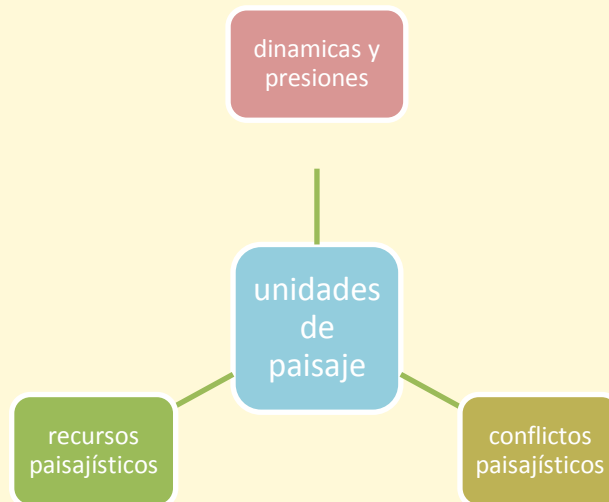 dinamicas y
presiones
unidades
de
paisaje
recursos
paisajísticos
conflictos
paisajísticos